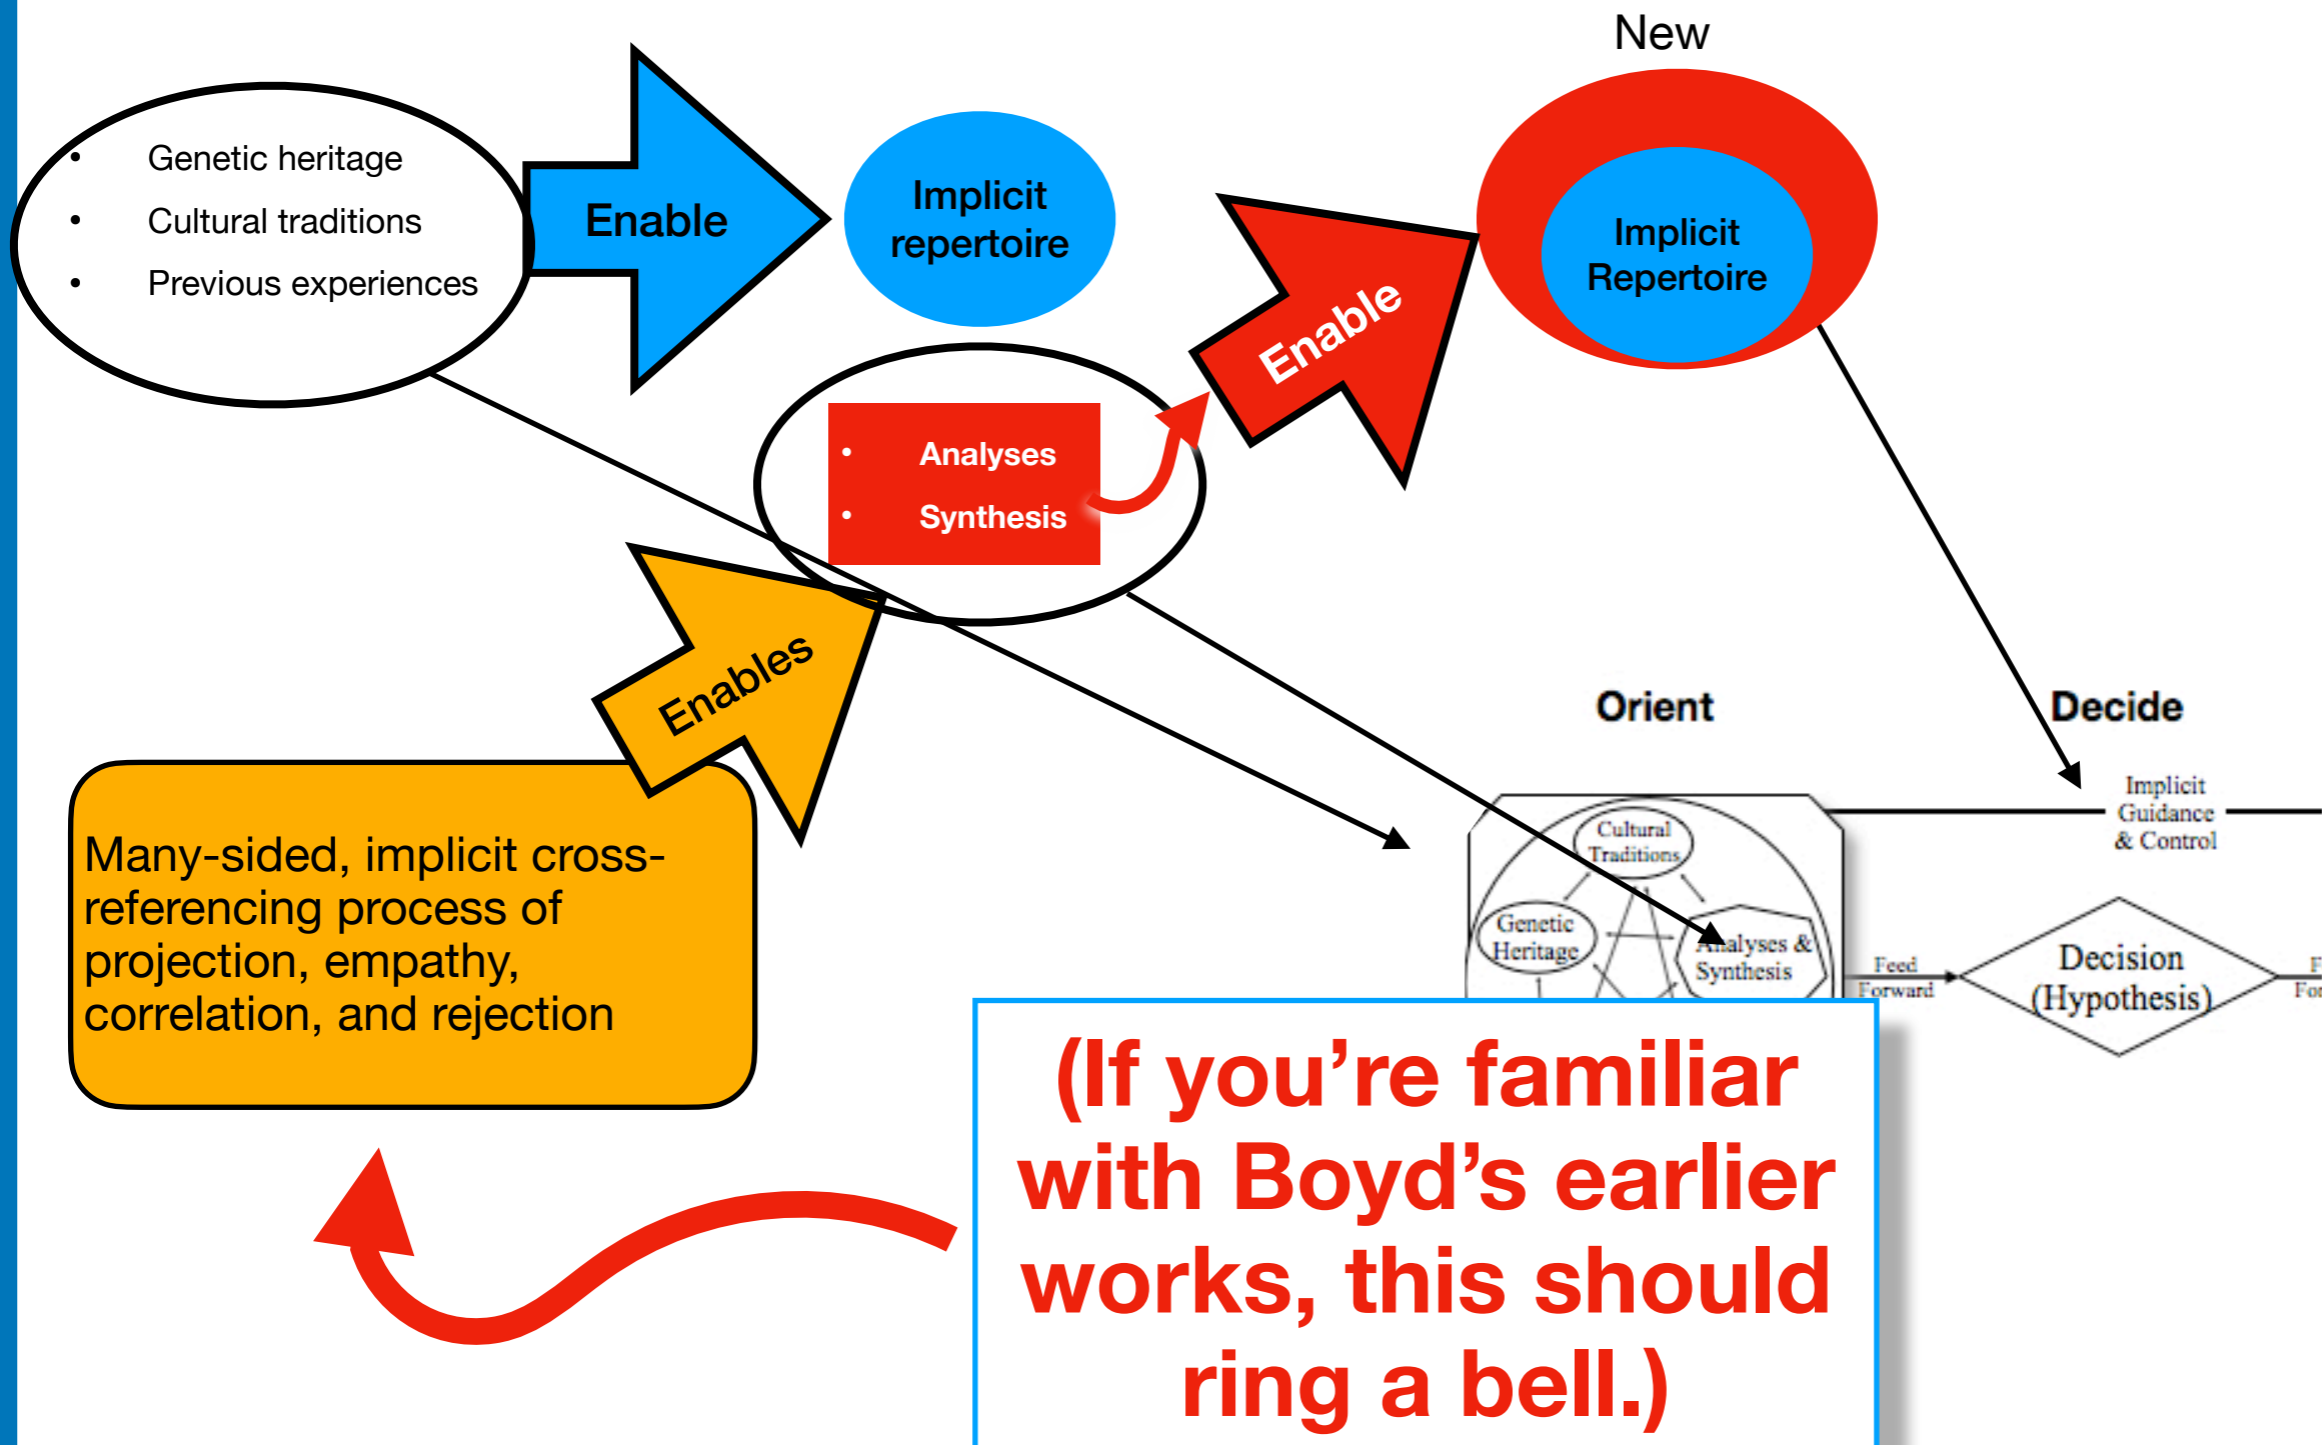 New
• Genetic heritage
• Cultural traditions
• Previous experiences
Enable
Implicit
repertoire
Enable
Implicit
Repertoire
• Analyses
• Synthesis
Enables
Many-sided, implicit cross-
referencing process of
projection, empathy,
correlation, and rejection
Orient
Decide
Cultural
Traditions
Genetic
Heritage
Analyses &
Synthesis
Implicit
Guidance
& Control
Feed
Forward
Decision
(Hypothesis)
(If you’re familiar
with Boyd’s earlier
works, this should
ring a bell.)